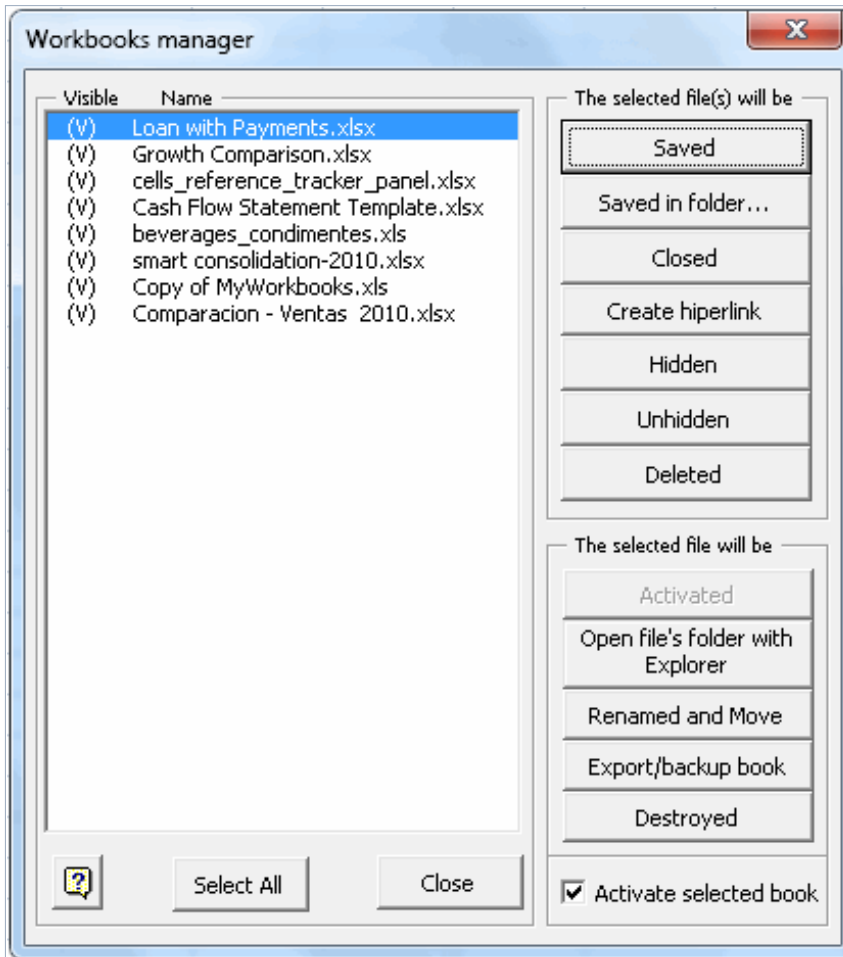 Workbooks manager
X
Visible Name
(V) Loan with Payments.xlsx
(V) Growth Comparison.xlsx
(V) cells_reference_tracker_panel.xlsx
(V) Cash Flow Statement Template.xlsx
(V) beverages_condimentes.xls
(V) smart consolidation-2010.xlsx
(V) Copy of MyWorkbooks.xls
(V) Comparacion - Ventas  2010.xlsx
?
Select All
Close
The selected file(s) will be
Saved
Saved in folder...
Closed
Create hiperlink
Hidden
Unhidden
Deleted
The selected file will be
Activated
Open file's folder with
Explorer
Renamed and Move
Export/backup book
Destroyed
Activate selected book